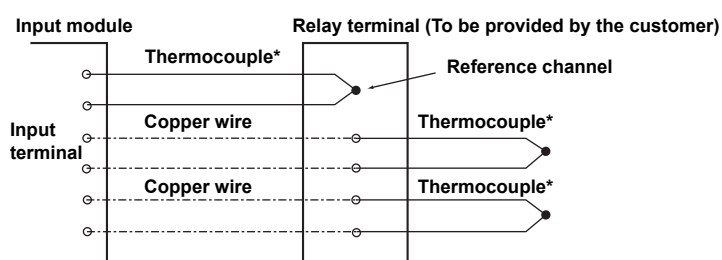 Input module
Relay terminal (To be provided by the customer)
Thermocouple*
Reference channel
Input
terminal
Copper wire
Thermocouple*
Copper wire
Thermocouple*